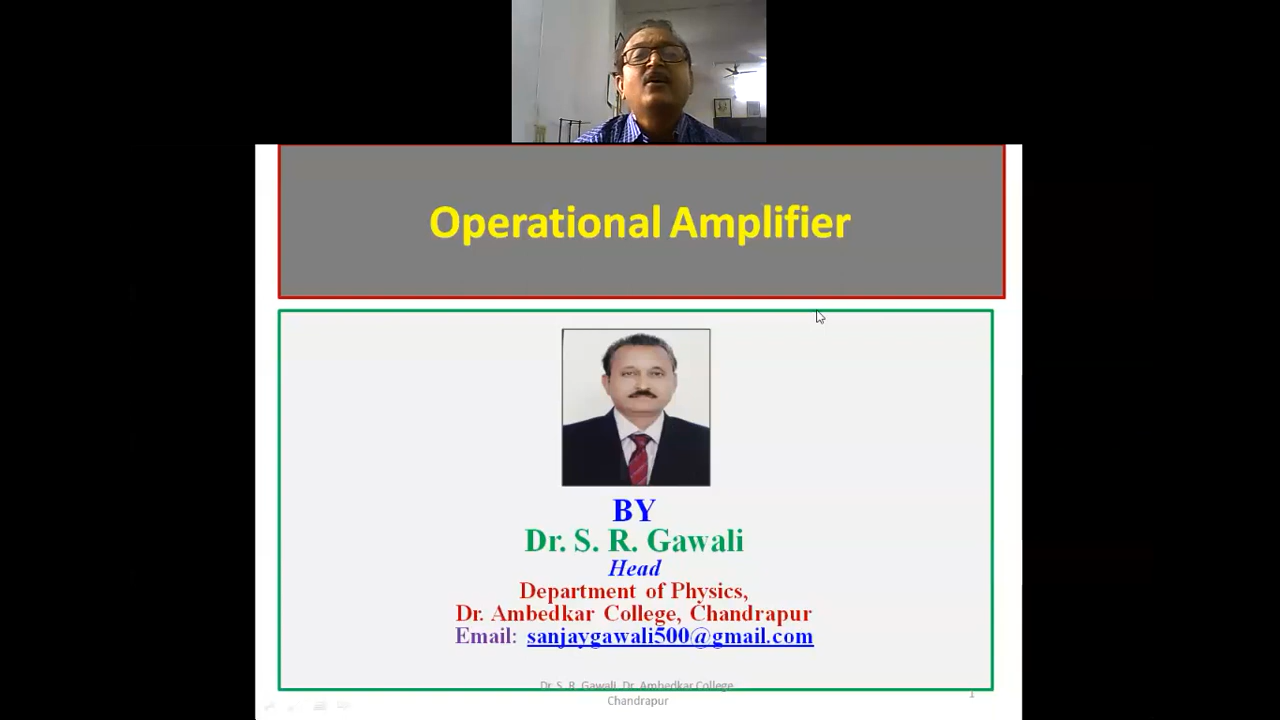 Operational Amplifier
BY
Dr. S. R. Gawali
Head
Department of Physics,
Dr. Ambedkar College, Chandrapur
Email: sanjaygawali500@gmail.com
Dr. S. R. Gawali, Dr. Ambedkar College
Chandrapur
1